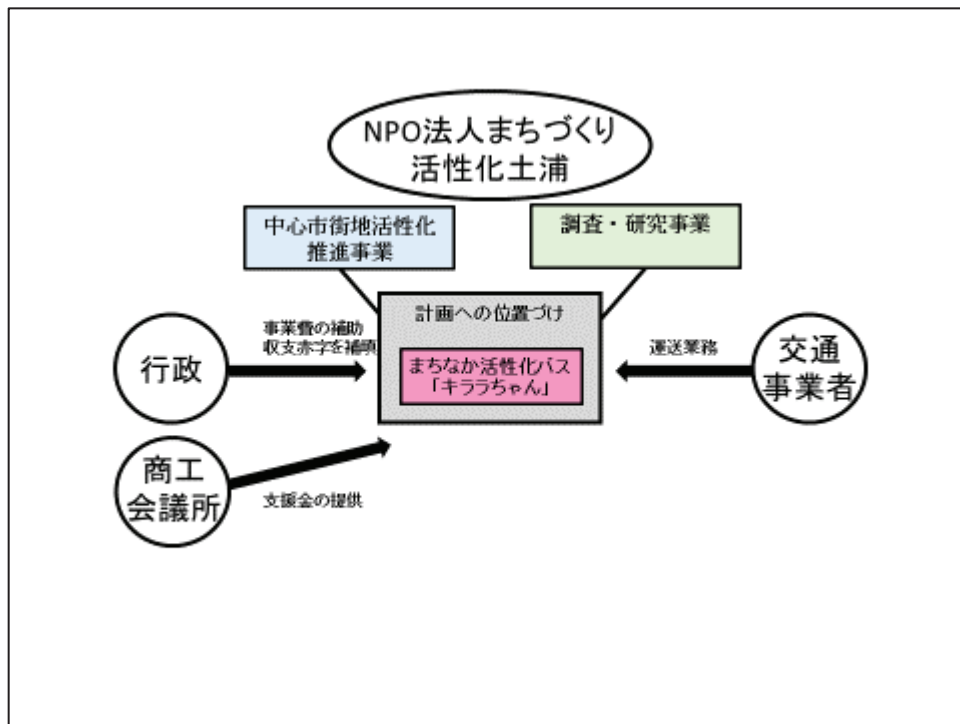 NPO法人まちづくり
活性化土浦
中心市街地活性化
推進事業
調査・研究事業
計画への位置づけ
まちなか活性化バス
「キララちゃん」
行政
事業費の補助
収支赤字を補填
運送業務
交通
事業者
商工
会議所
支援金の提供